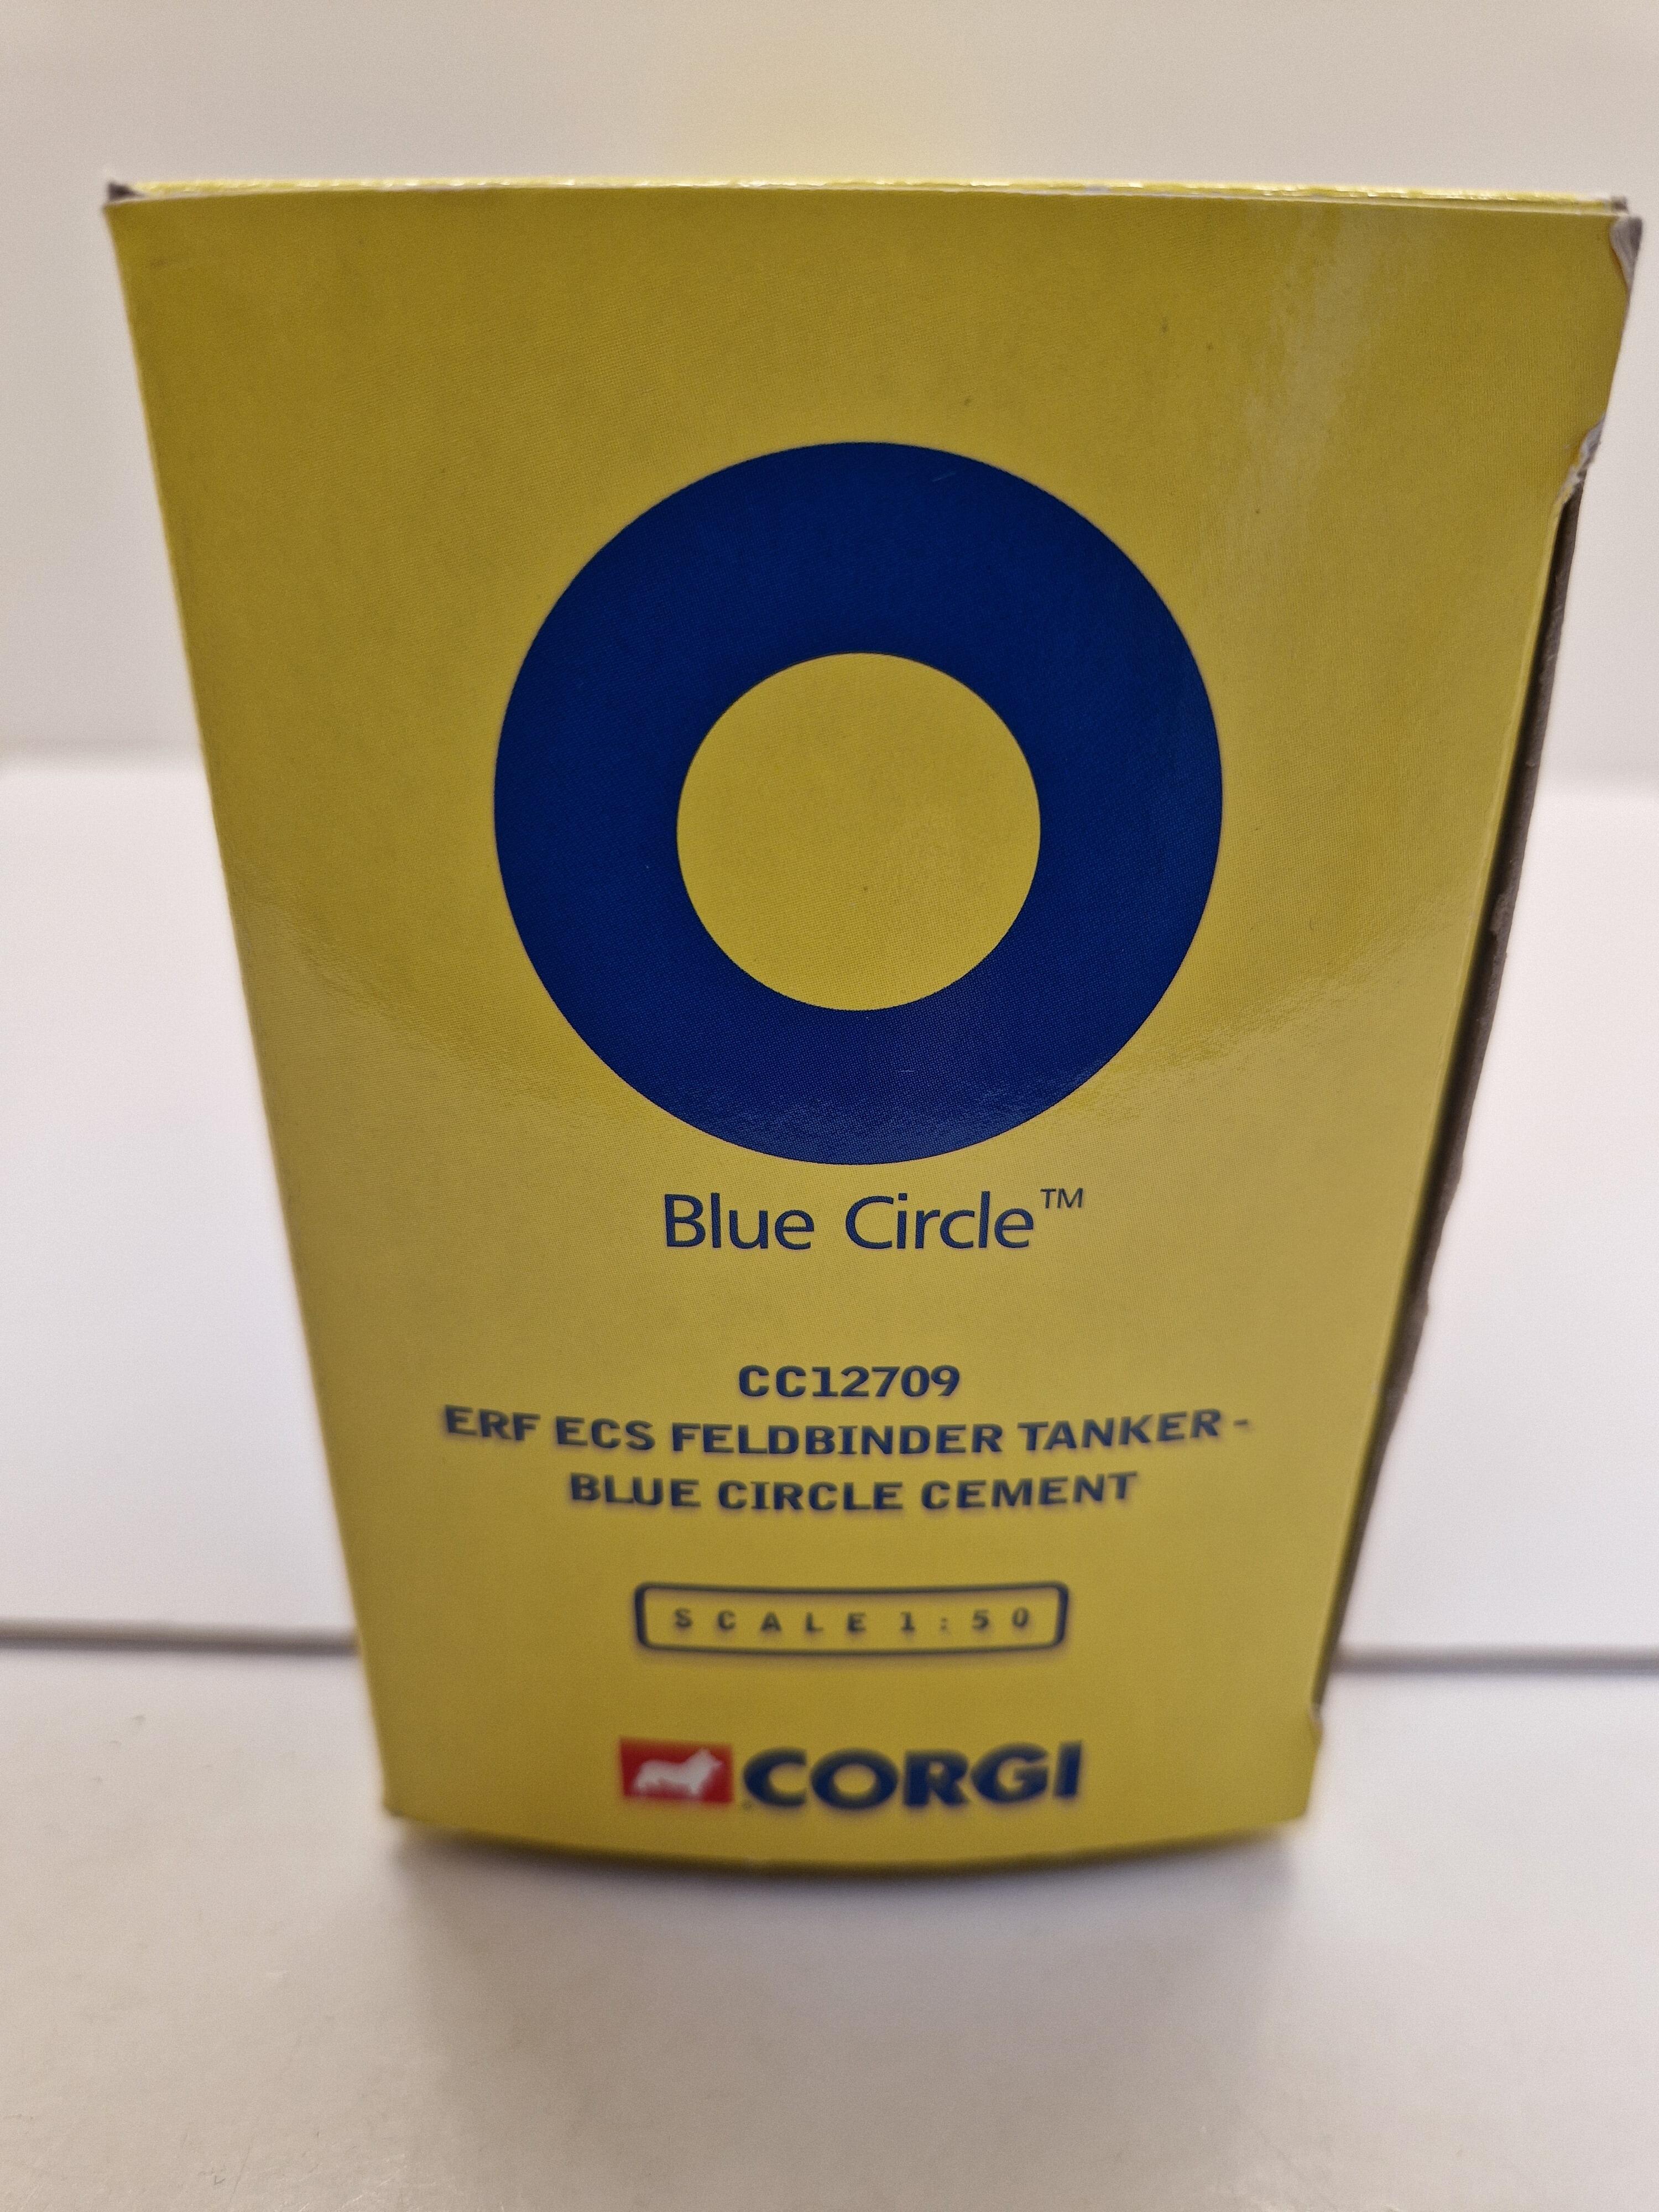 Blue Circle™
CC12709
ERF ECS FELDBINDER TANKER -
BLUE CIRCLE CEMENT
SCALE 1:50
CORGI